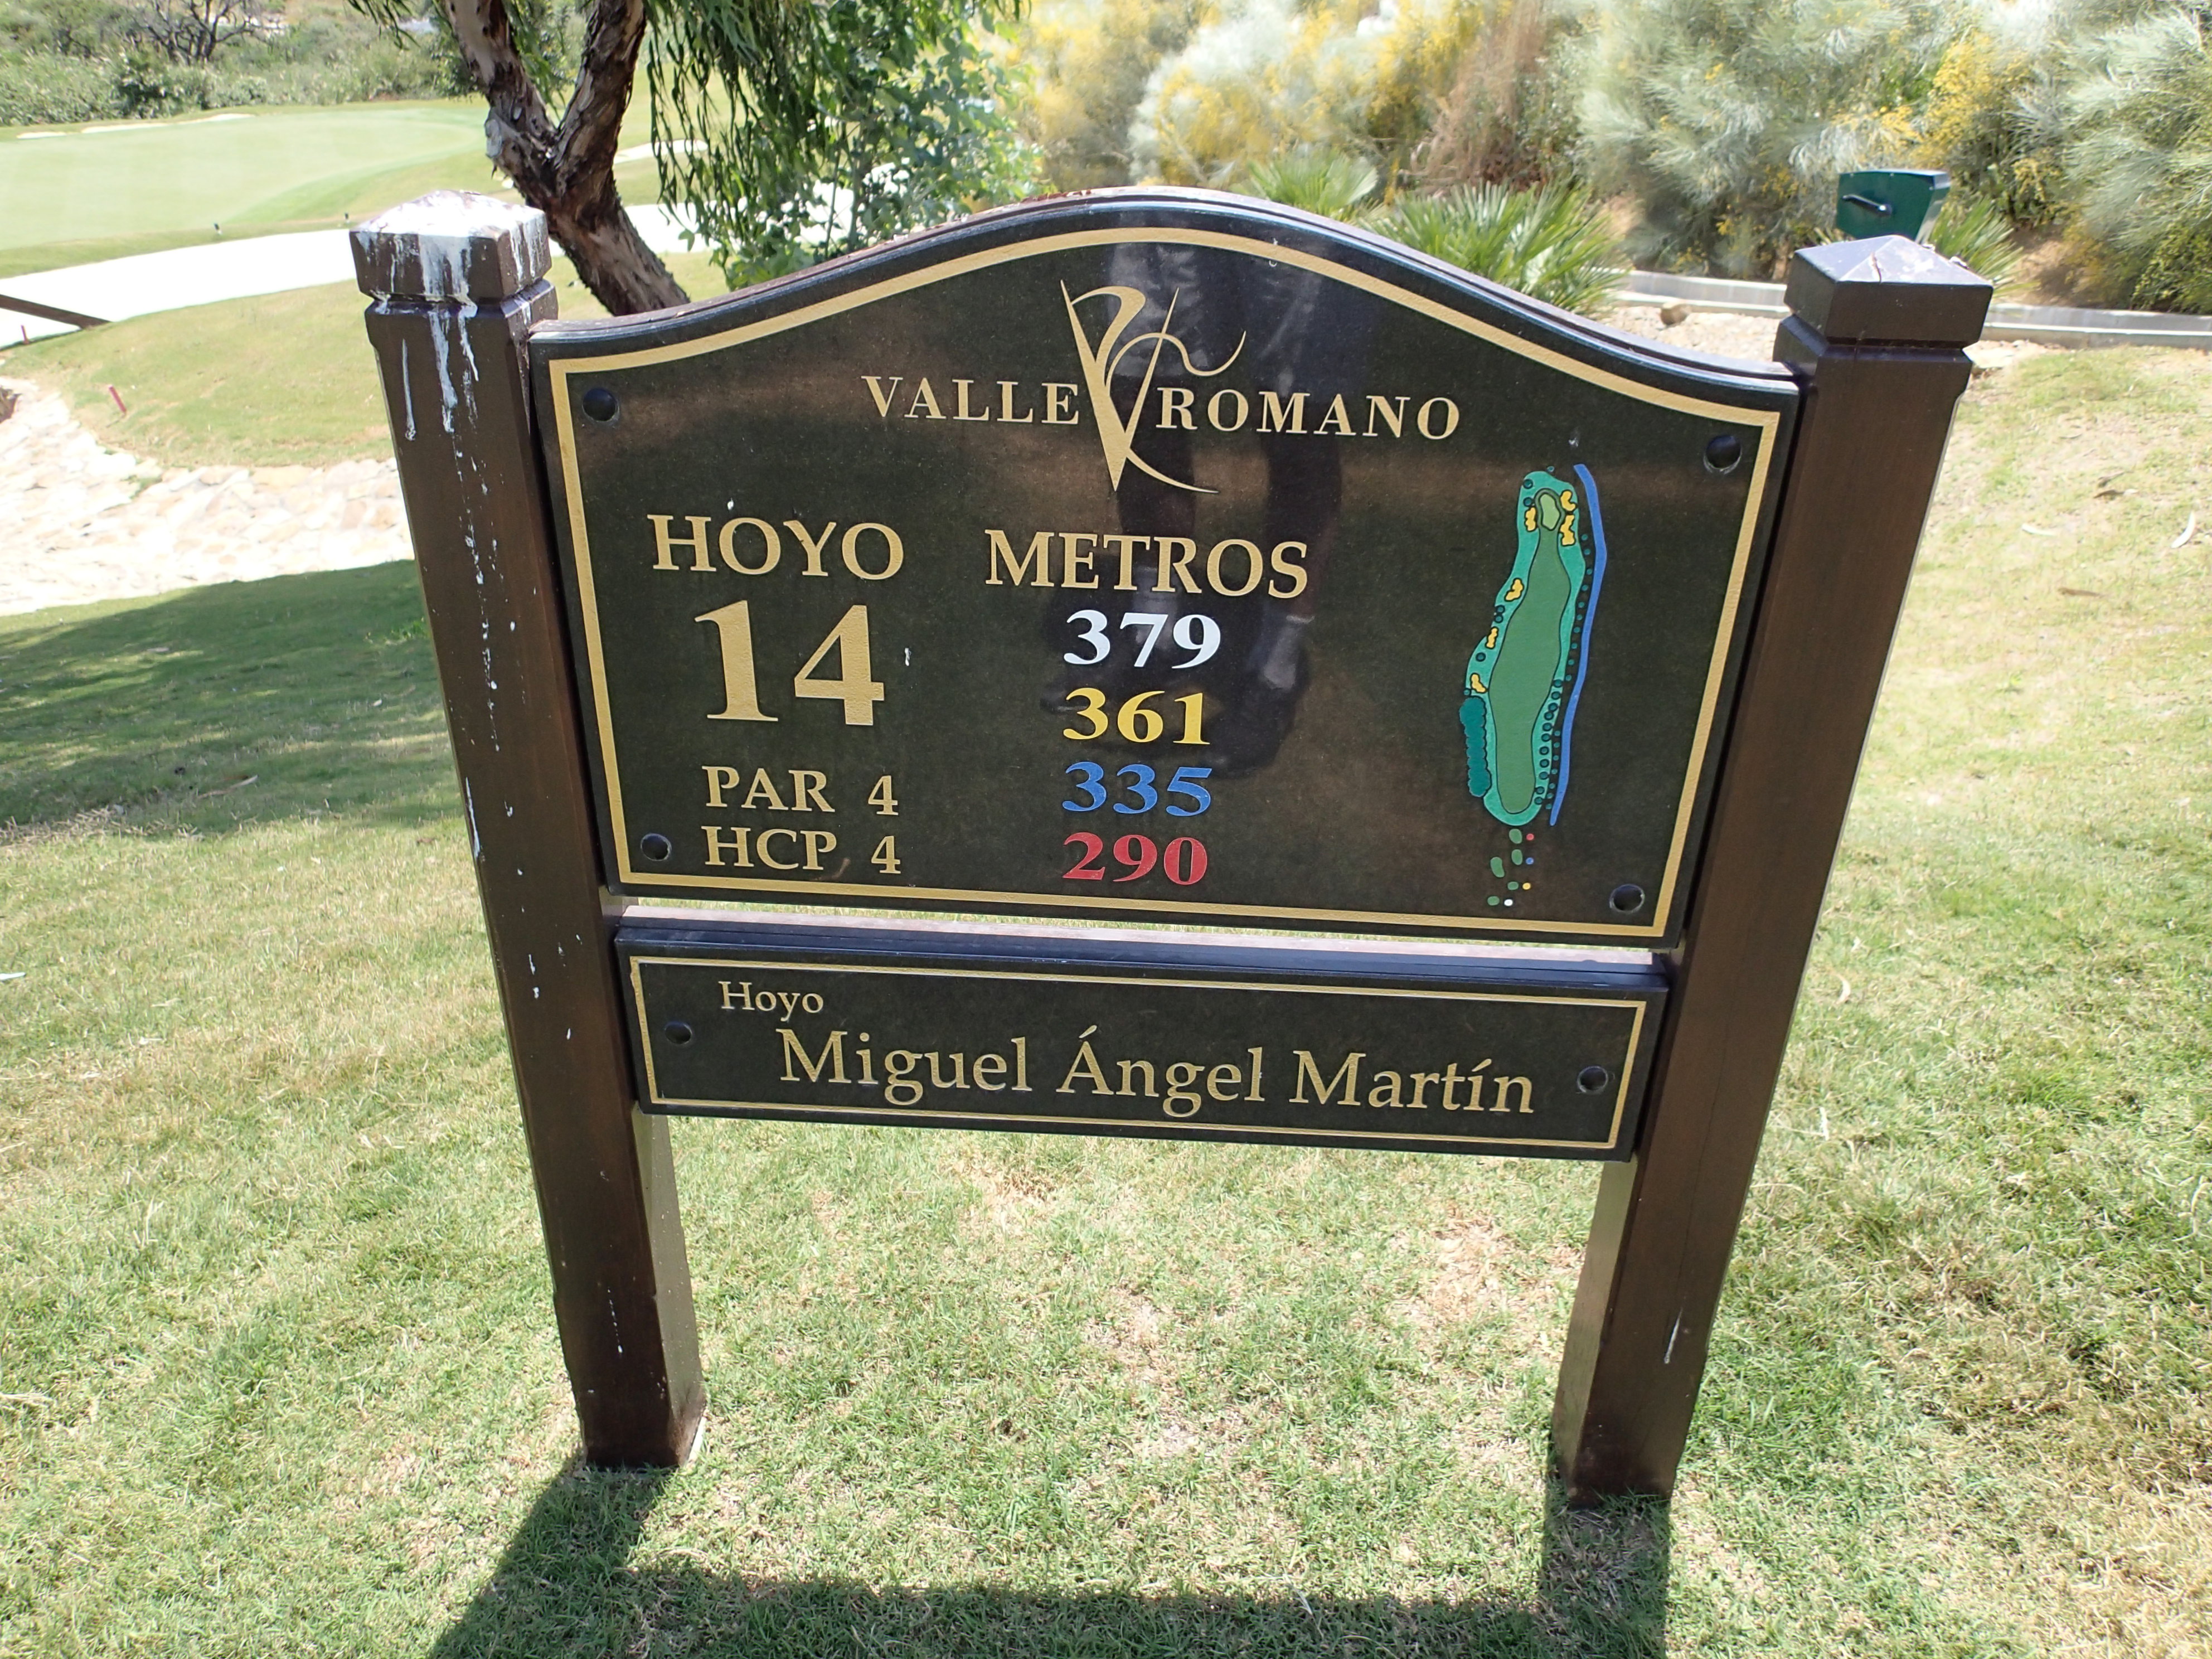 VALLE ROMANO
HOYO
14
PAR 4
HCP 4
METROS
379
361
335
290
Hoyo
Miguel Ángel Martín